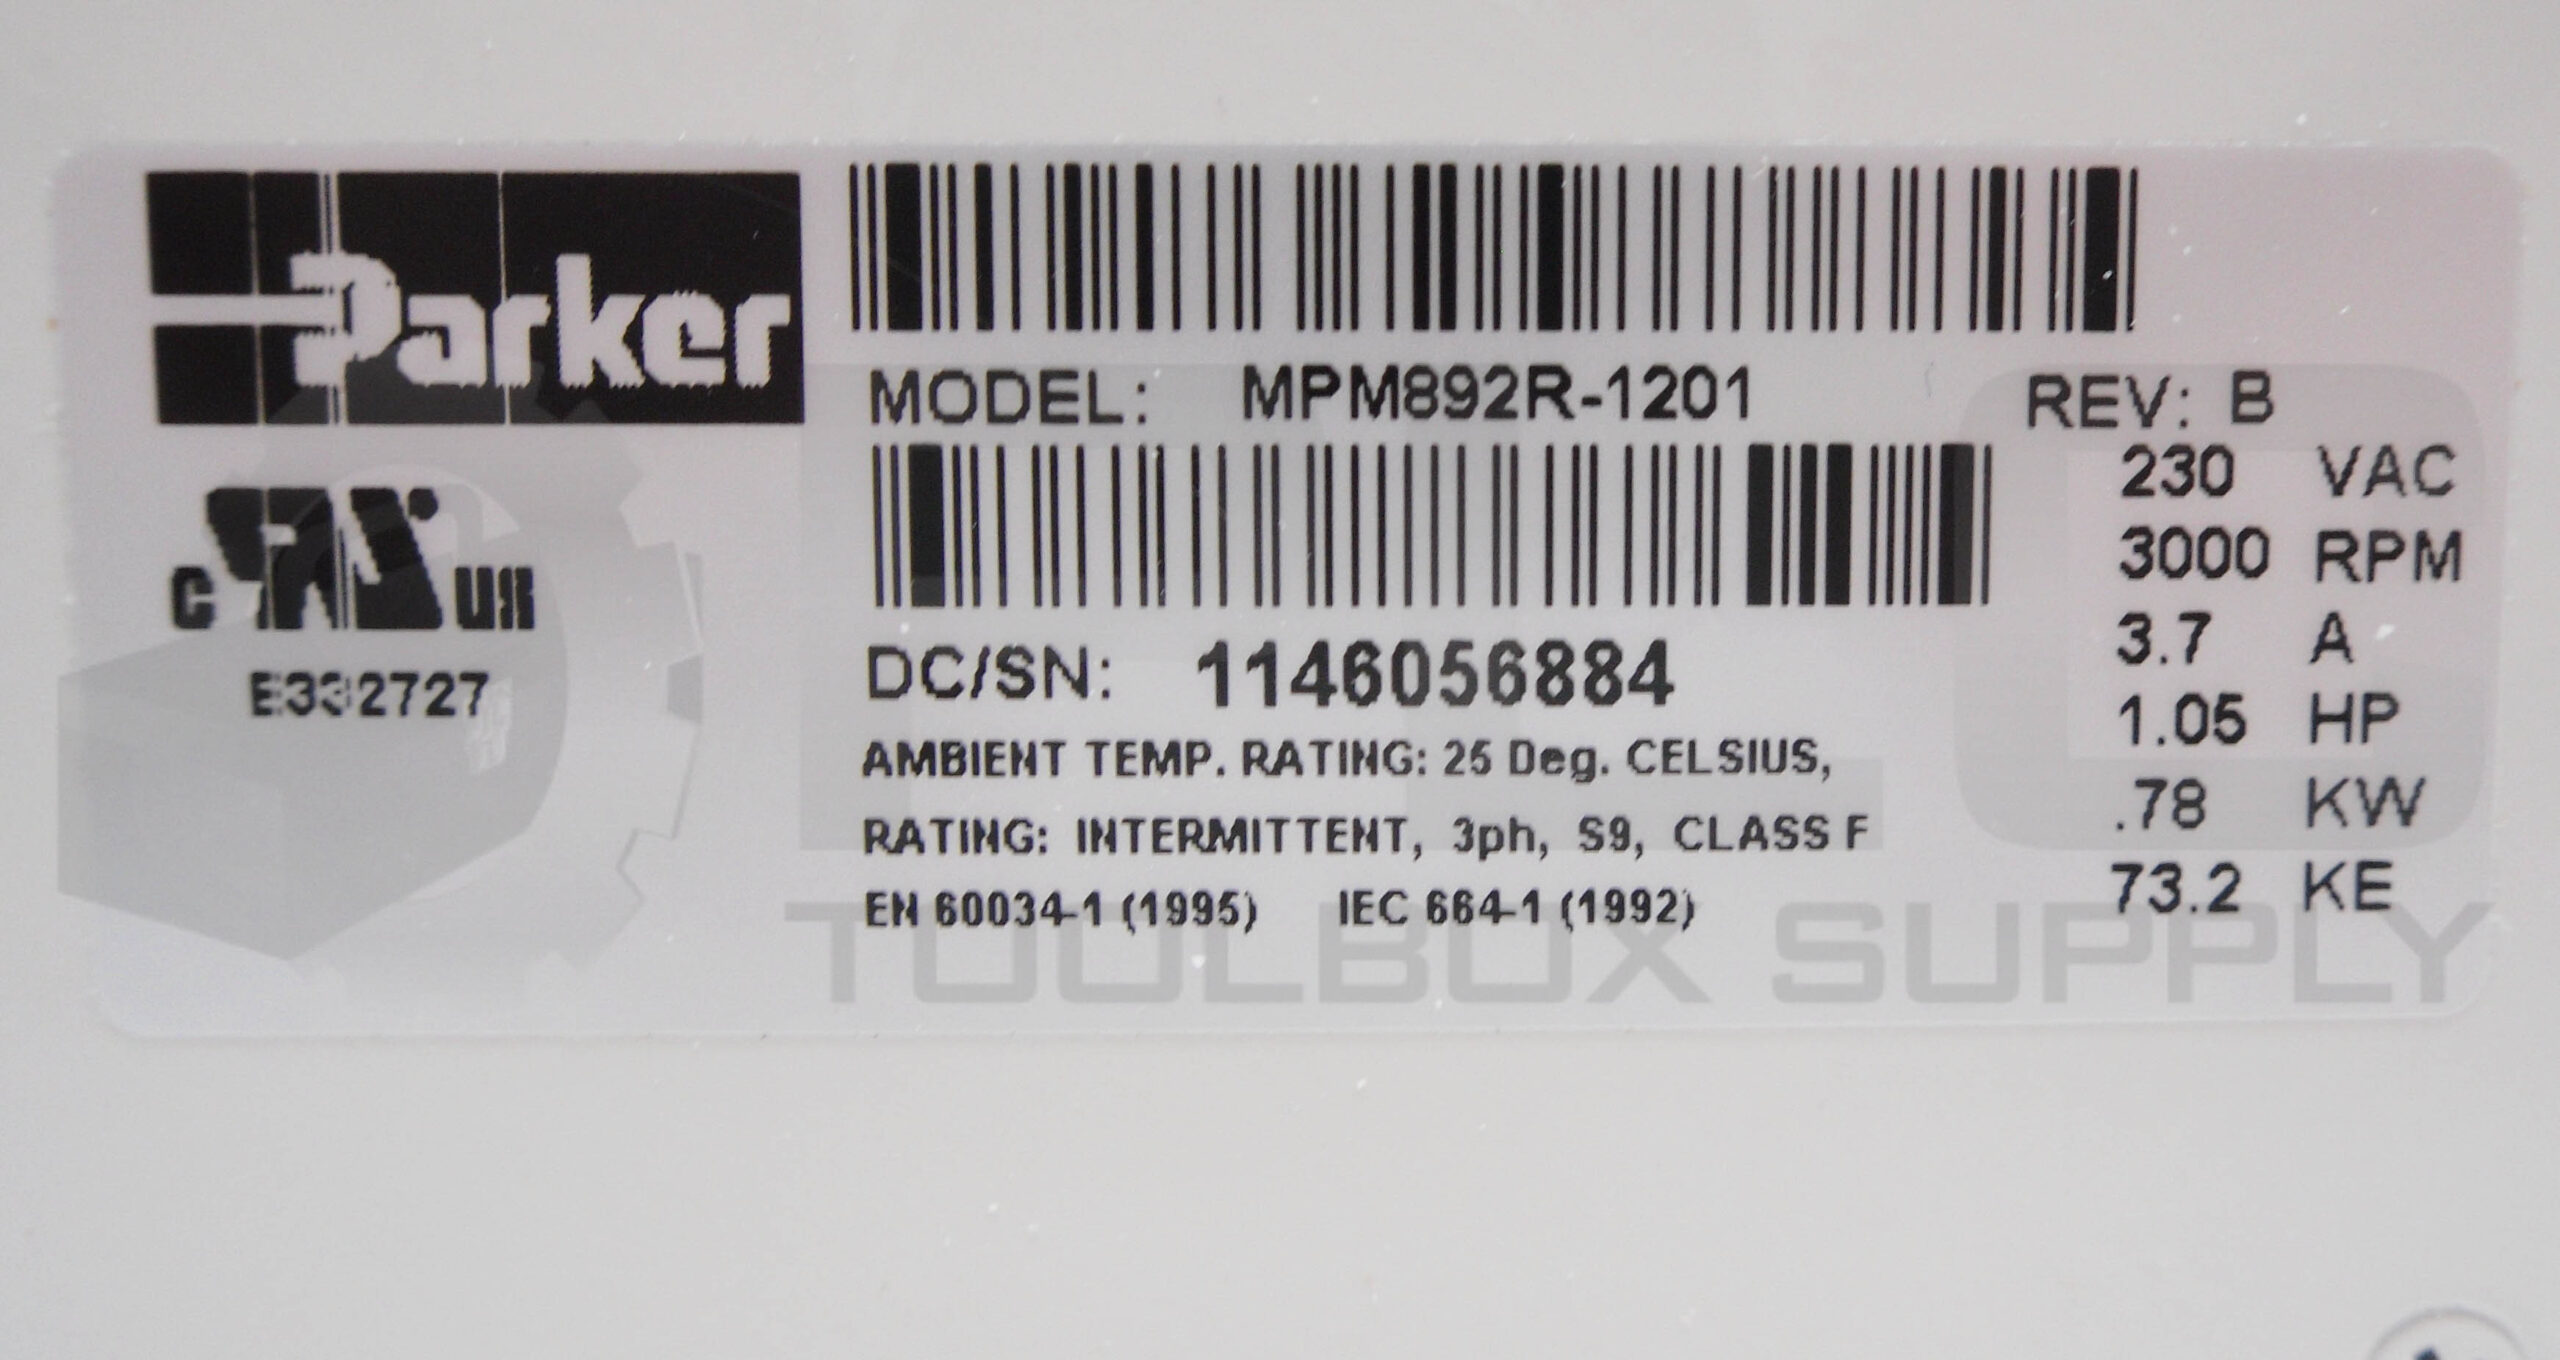 Parker
MODEL: MPM892R-1201 REV: B
230 VAC
3000 RPM
3.7 A
1.05 HP
.78 KW
73.2 KE
C US
E332727
DC/SN: 1146056884
AMBIENT TEMP. RATING: 25 Deg. CELSIUS,
RATING: INTERMITTENT, 3ph, S9, CLASS F
EN 60034-1 (1995) IEC 664-1 (1992)
TOOLBOX SUPPLY